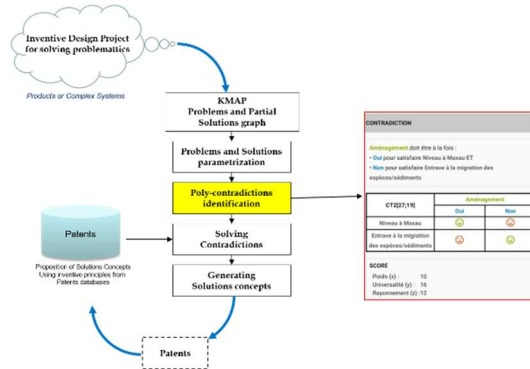 Inventive Design Project
for solving problematics
Products or Complex Systems
KMAP
Problems and Partial
Solutions graph
Problems and Solutions
parametrization
Poly-contradictions
identification
Solving
Contradictions
Generating
Solutions concepts
Patents
Patents
Proposition of Solutions Concepts
Using inventive principles from
Patents databases
CONTRADICTION
Aménagement doit être à la fois :
• Oui pour satisfaire Niveau à Maxau ET
• Non pour satisfaire Entrave à la migration des
espèces/sédiments
CT2[27;19]
Aménagement
Oui Non
Niveau à Maxau
Entrave à la migration
des espèces/sédiments
SCORE
Poids (x) : 10
Universalité (y) : 16
Rayonnement (z) :12